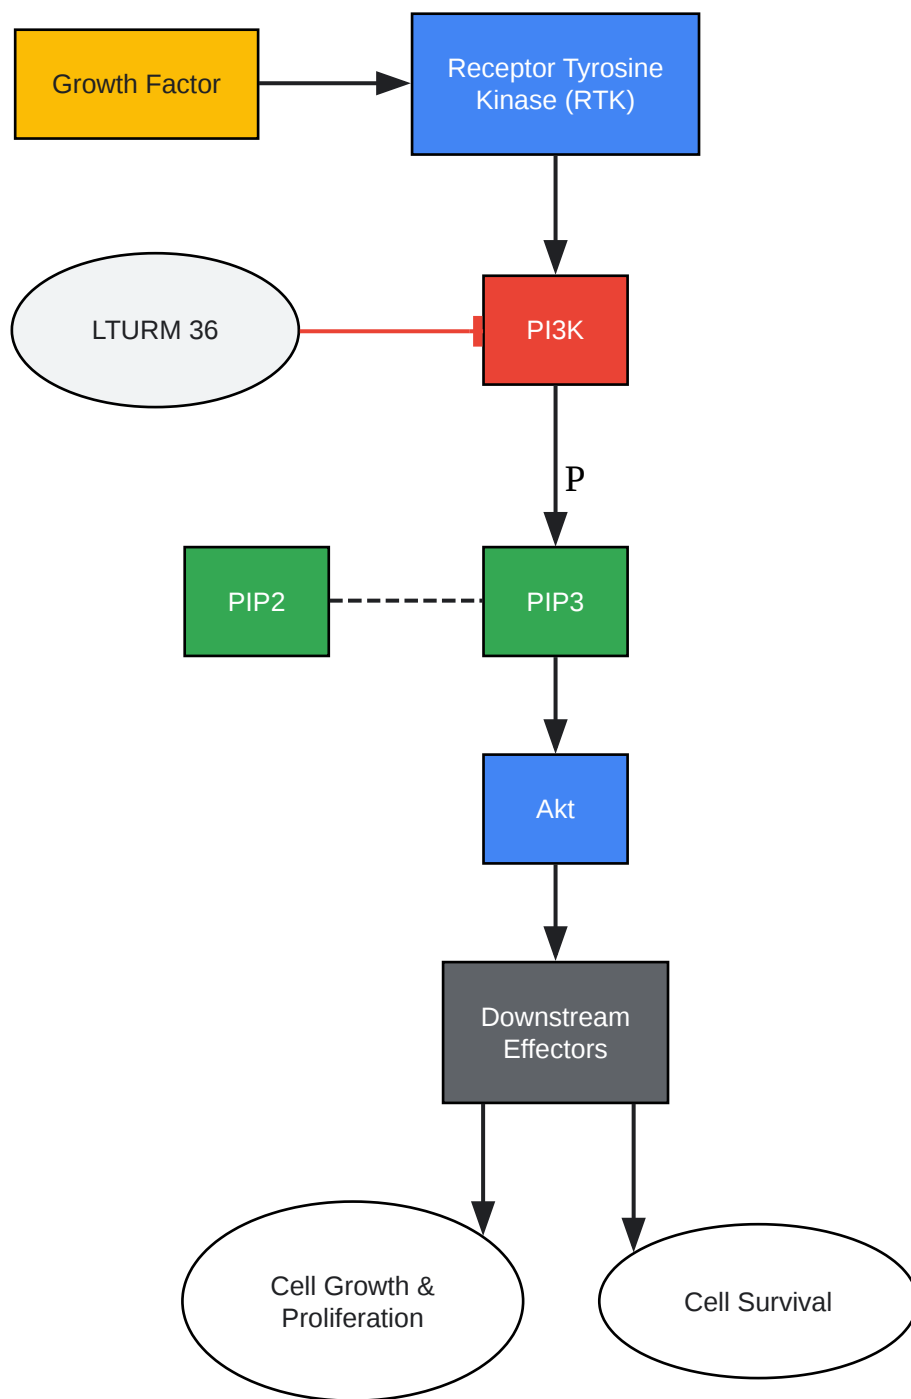 Growth Factor
Receptor Tyrosine
Kinase (RTK)
LTURM 36
PI3K
P
PIP2
PIP3
Akt
Downstream
Effectors
Cell Growth &
Proliferation
Cell Survival